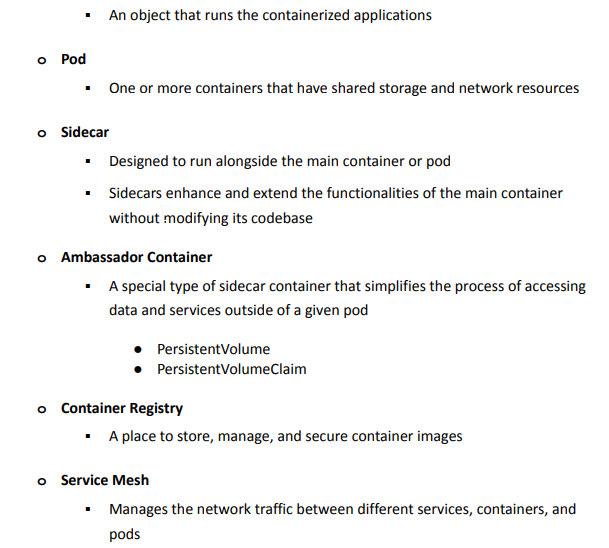 ▪ An object that runs the containerized applications
o Pod
▪ One or more containers that have shared storage and network resources
o Sidecar
▪ Designed to run alongside the main container or pod
▪ Sidecars enhance and extend the functionalities of the main container
without modifying its codebase
o Ambassador Container
▪ A special type of sidecar container that simplifies the process of accessing
data and services outside of a given pod
● PersistentVolume
● PersistentVolumeClaim
o Container Registry
▪ A place to store, manage, and secure container images
o Service Mesh
▪ Manages the network traffic between different services, containers, and
pods